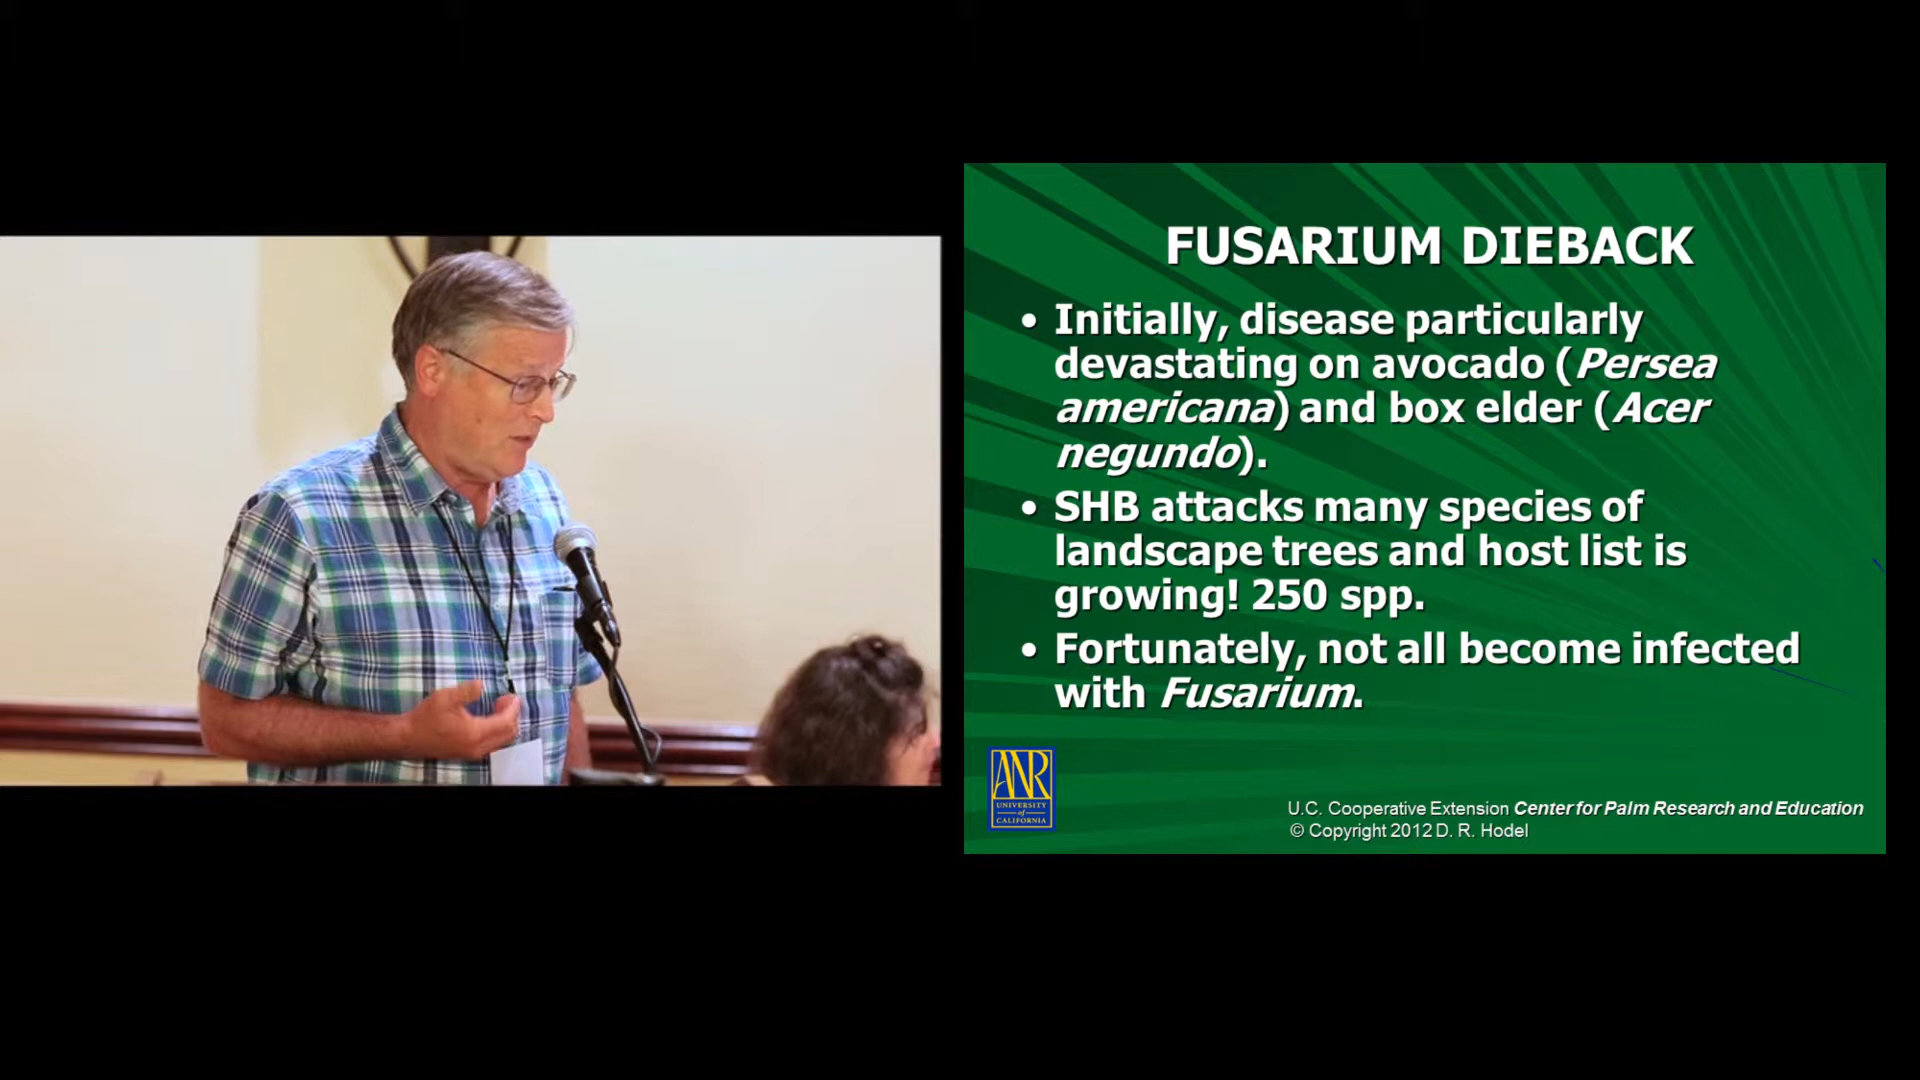 FUSARIUM DIEBACK
• Initially, disease particularly
devastating on avocado (Persea
americana) and box elder (Acer
negundo).
• SHB attacks many species of
landscape trees and host list is
growing! 250 spp.
• Fortunately, not all become infected
with Fusarium.
ANR
UNIVERSITY
of
CALIFORNIA
U.C. Cooperative Extension Center for Palm Research and Education
© Copyright 2012 D. R. Hodel